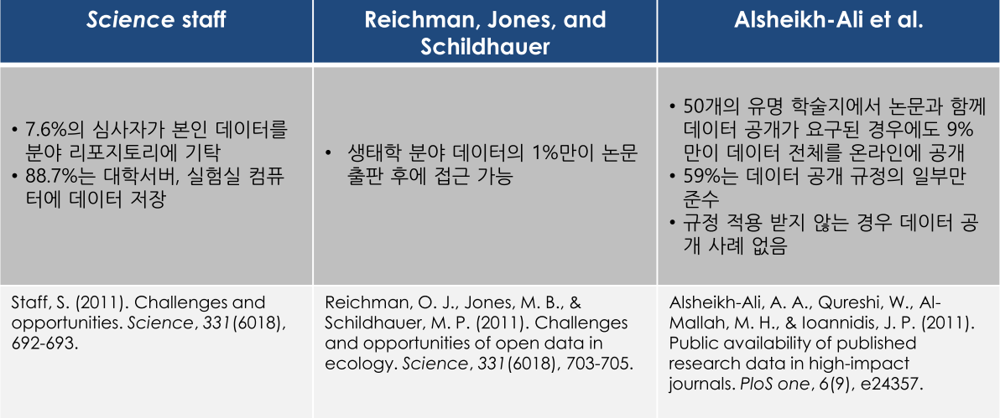 Science staff
Reichman, Jones, and
Schildhauer
Alsheikh-Ali et al.
• 7.6%의 심사자가 본인 데이터를
분야 리포지토리에 기탁
• 88.7%는 대학서버, 실험실 컴퓨
터에 데이터 저장
• 생태학 분야 데이터의 1%만이 논문
출판 후에 접근 가능
• 50개의 유명 학술지에서 논문과 함께
데이터 공개가 요구된 경우에도 9%
만이 데이터 전체를 온라인에 공개
• 59%는 데이터 공개 규정의 일부만
준수
• 규정 적용 받지 않는 경우 데이터 공
개 사례 없음
Staff, S. (2011). Challenges and
opportunities. Science, 331(6018),
692-693.
Reichman, O. J., Jones, M. B., &
Schildhauer, M. P. (2011). Challenges
and opportunities of open data in
ecology. Science, 331(6018), 703-705.
Alsheikh-Ali, A. A., Qureshi, W., Al-
Mallah, M. H., & Ioannidis, J. P. (2011).
Public availability of published
research data in high-impact
journals. PloS one, 6(9), e24357.